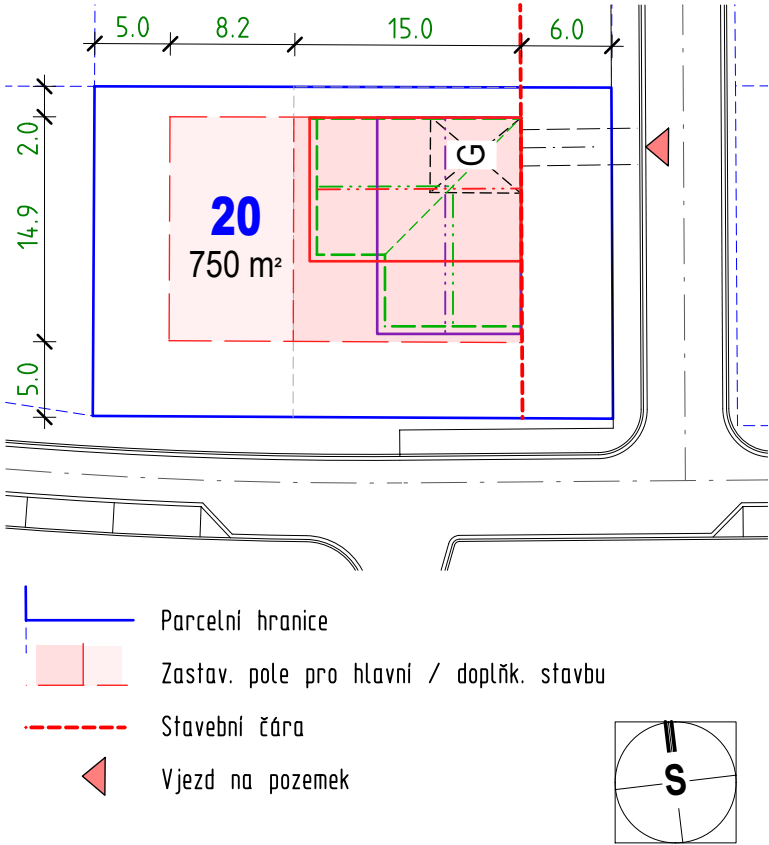 5.0 8.2 15.0 6.0
2.0
14.9
5.0
G
20
750 m²
Parcelní hranice
Zastav. pole pro hlavní / doplňk. stavbu
Stavební čára
Vjezd na pozemek
S